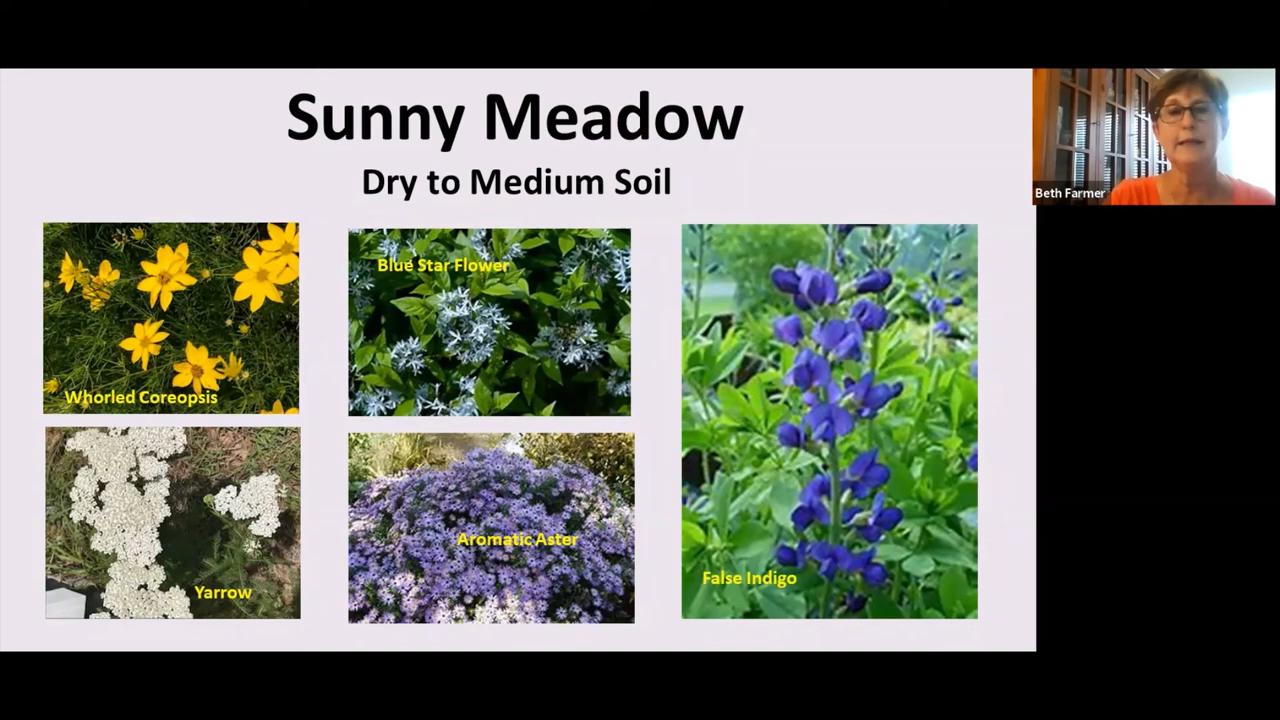 Sunny Meadow
Dry to Medium Soil
Whorled Coreopsis
Blue Star Flower
Yarrow
Aromatic Aster
False Indigo
Beth Farmer